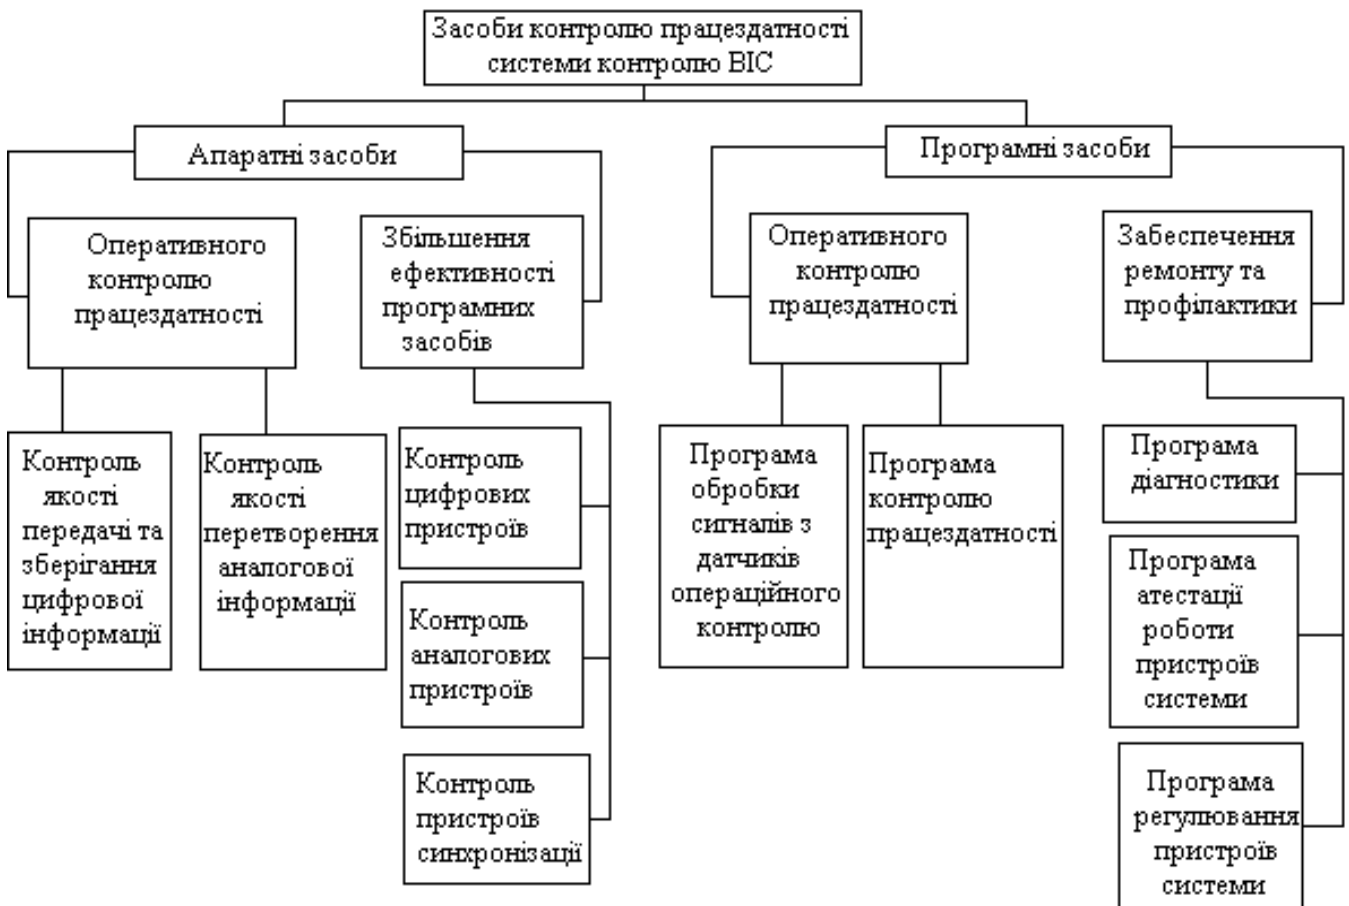 Засоби контролю працездатності
системи контролю ВІС
Апаратні засоби
Програмні засоби
Оперативного
контролю
працездатності
Збільшення
ефективності
програмних
засобів
Оперативного
контролю
працездатності
Забеспечення
ремонту та
профілактики
Контроль
якості
передачі та
зберігання
цифрової
інформації
Контроль
якості
перетворення
аналогової
інформації
Контроль
цифрових
пристроїв
Контроль
аналогових
пристроїв
Контроль
пристроїв
синхронізації
Програма
обробки
сигналів з
датчиків
операційного
контролю
Програма
контролю
працездатності
Програма
діагностики
Програма
атестації
роботи
пристроїв
системи
Програма
регулювання
пристроїв
системи